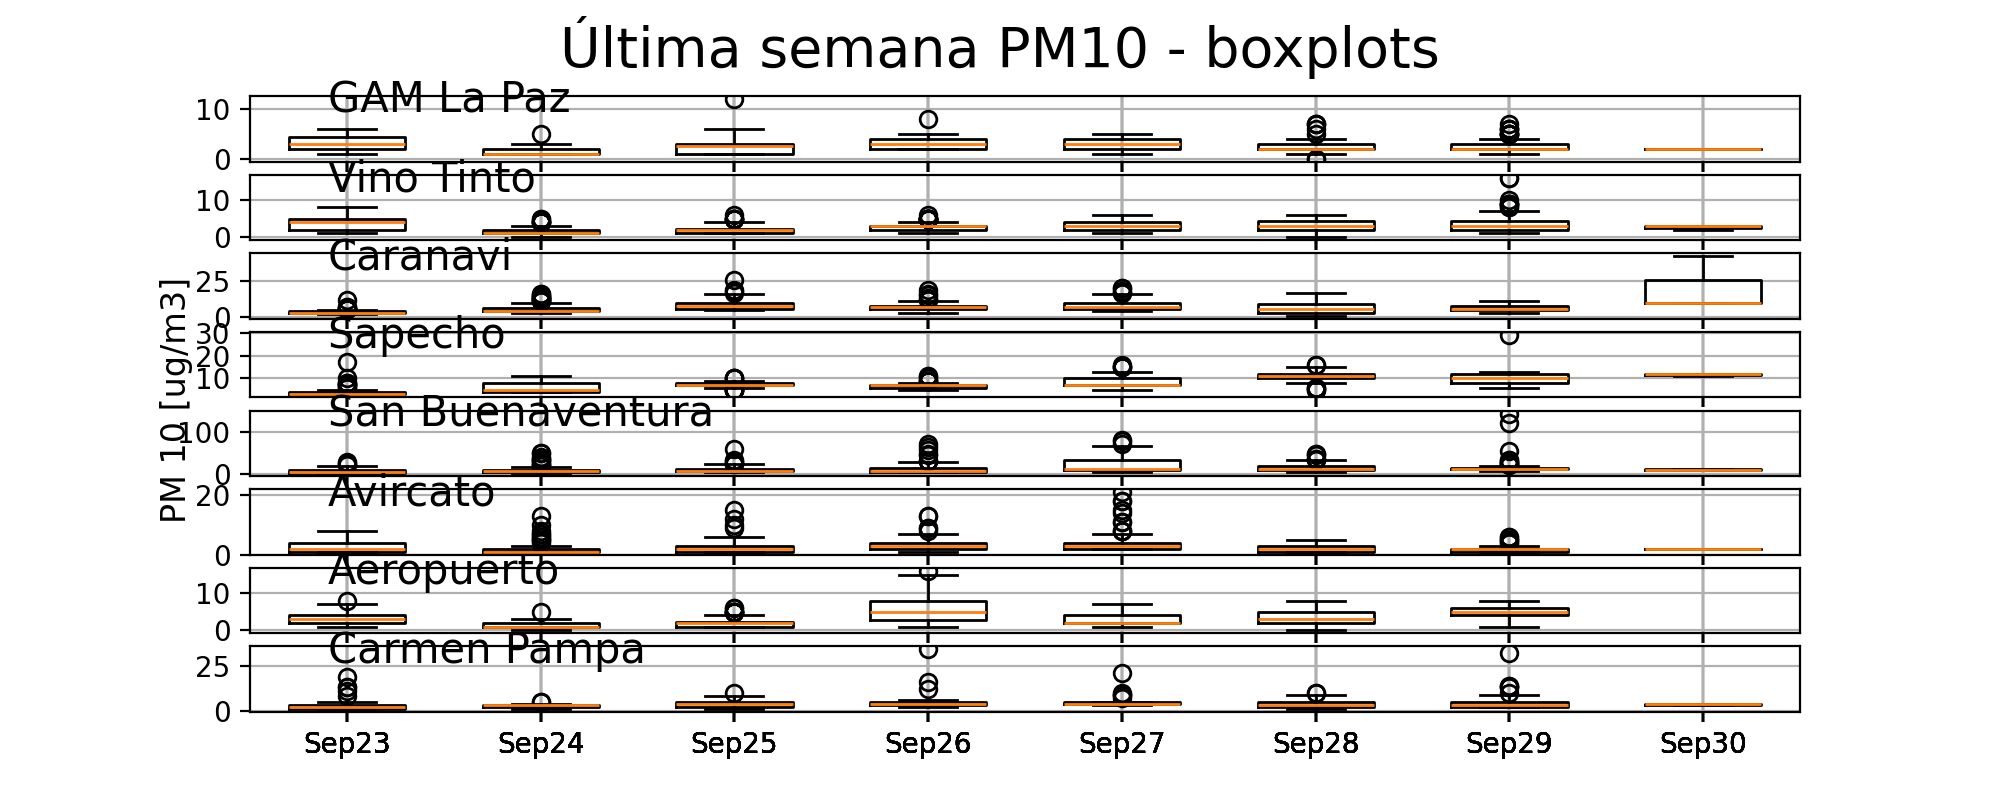 Última semana PM10 - boxplots
PM 10 [ug/m3]
GAM La Paz
10
0
Vino Tinto
10
0
Caranavi
25
0
Sapecho
30
20
10
San Buenaventura
100
0
Avircato
20
0
Aeropuerto
10
0
Carmen Pampa
25
0
Sep23 Sep24 Sep25 Sep26 Sep27 Sep28 Sep29 Sep30